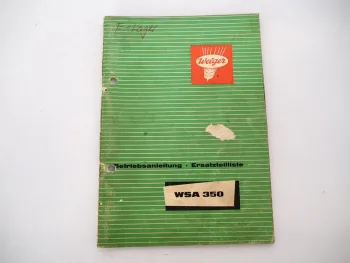 Welger
Betriebsanleitung · Ersatzteilliste
WSA 350